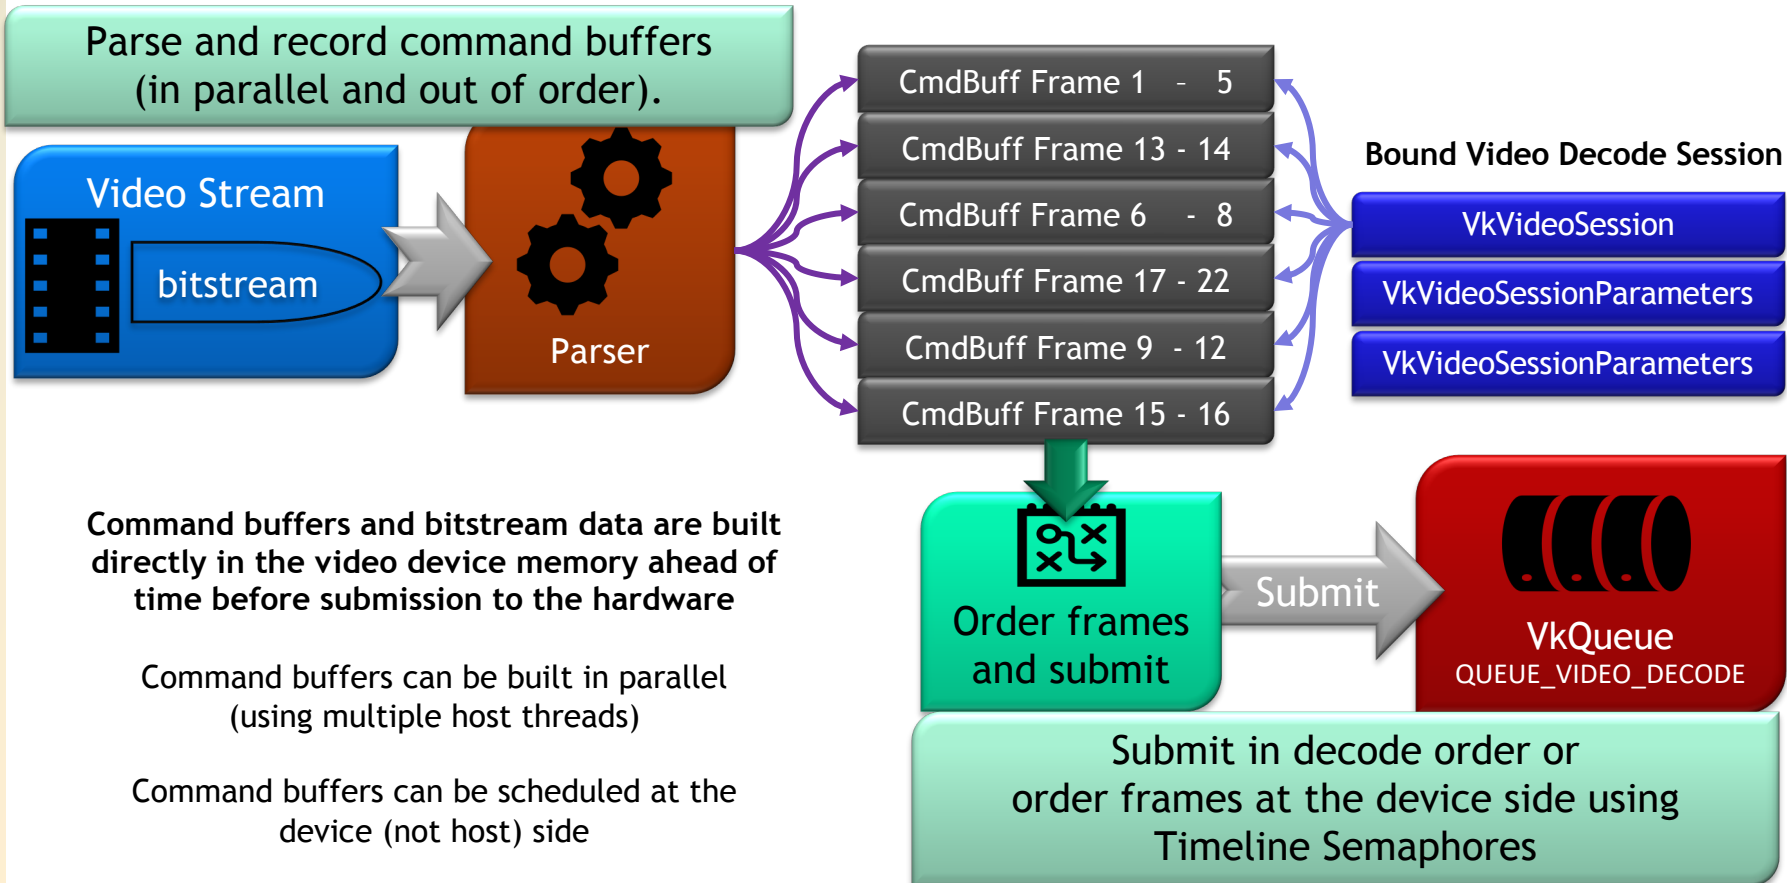 Parse and record command buffers
(in parallel and out of order).
Video Stream
bitstream
Parser
CmdBuff Frame 1 - 5
CmdBuff Frame 13 - 14
CmdBuff Frame 6 - 8
CmdBuff Frame 17 - 22
CmdBuff Frame 9 - 12
CmdBuff Frame 15 - 16
Bound Video Decode Session
VkVideoSession
VkVideoSessionParameters
VkVideoSessionParameters
Command buffers and bitstream data are built
directly in the video device memory ahead of
time before submission to the hardware
Command buffers can be built in parallel
(using multiple host threads)
Command buffers can be scheduled at the
device (not host) side
Order frames
and submit
Submit
VkQueue
QUEUE_VIDEO_DECODE
Submit in decode order or
order frames at the device side using
Timeline Semaphores